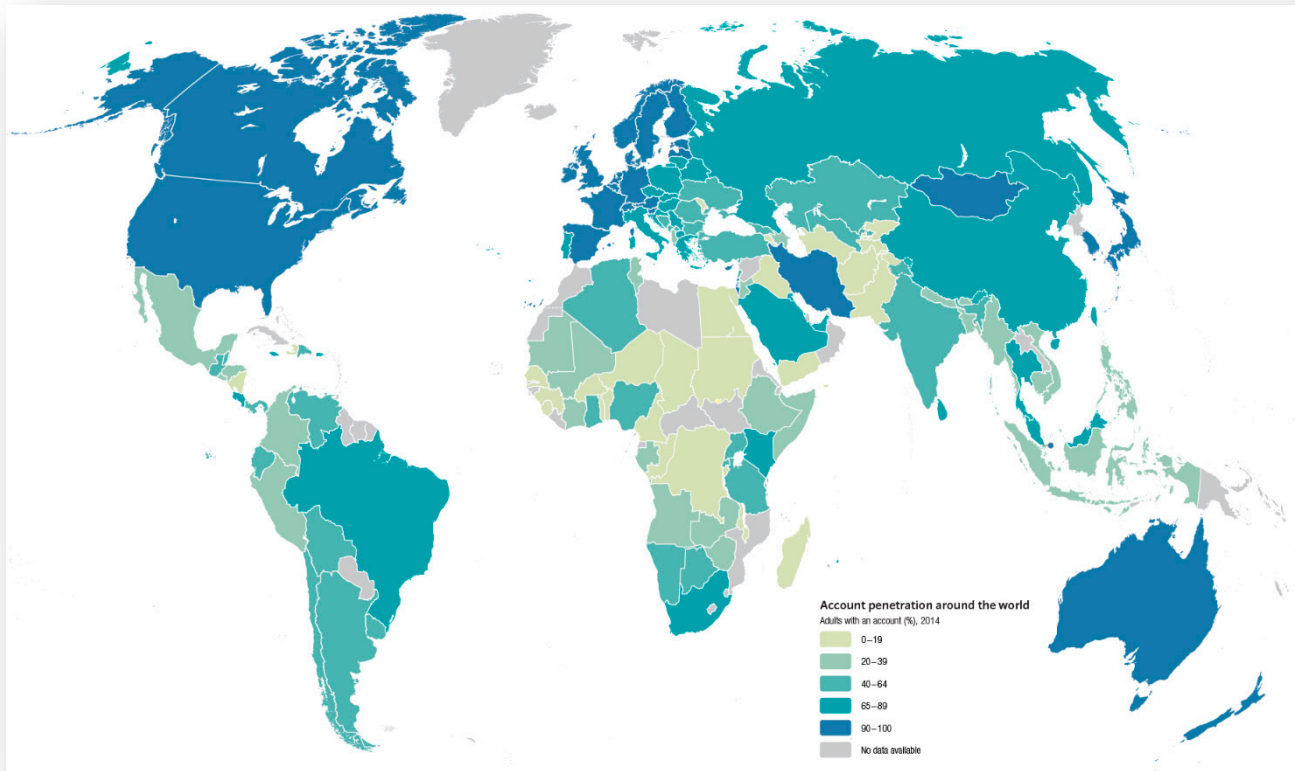 Account penetration around the world
Adults with an account (%), 2014
0–19
20–39
40–64
65–89
90–100
No data available